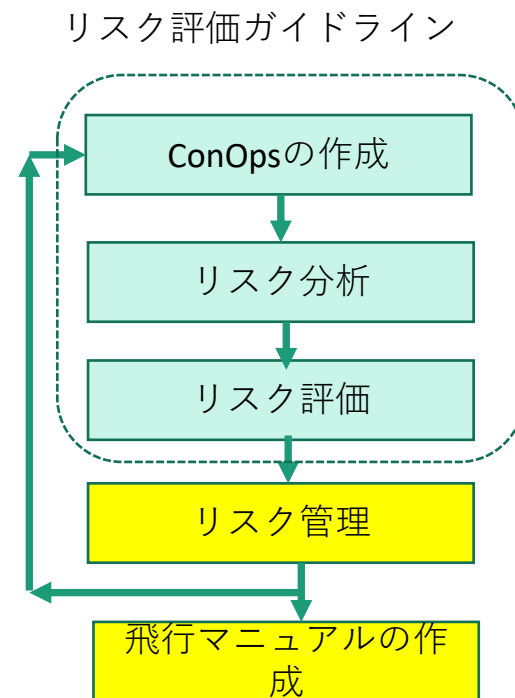 リスク評価ガイドライン
ConOpsの作成
リスク分析
リスク評価
リスク管理
飛行マニュアルの作
成